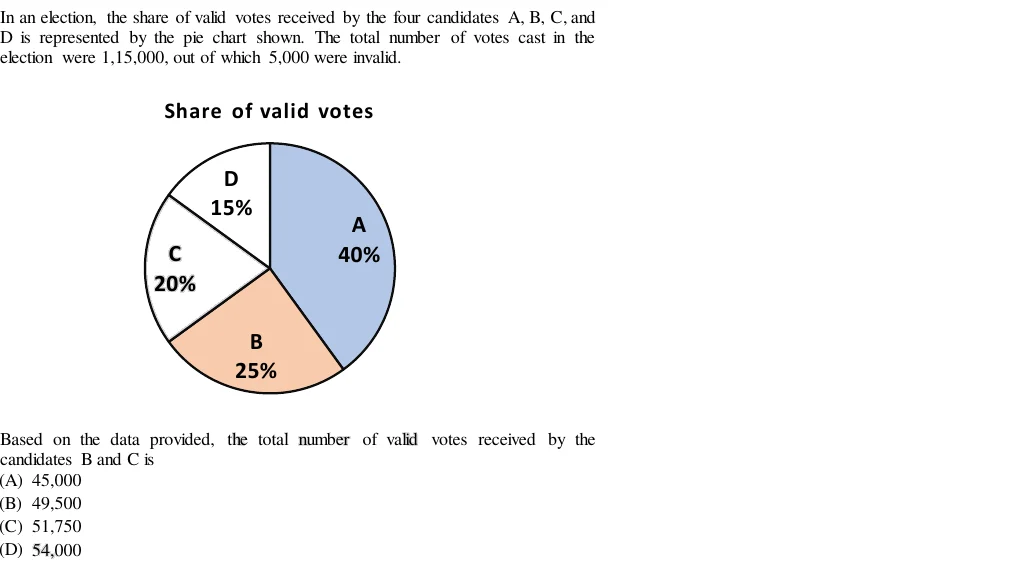 In an election, the share of valid votes received by the four candidates A, B, C, and
D is represented by the pie chart shown. The total number of votes cast in the
election were 1,15,000, out of which 5,000 were invalid.
Share of valid votes
D
15%
A
40%
C
20%
B
25%
Based on the data provided, the total number of valid votes received by the
candidates B and C is
(A) 45,000
(B) 49,500
(C) 51,750
(D) 54,000